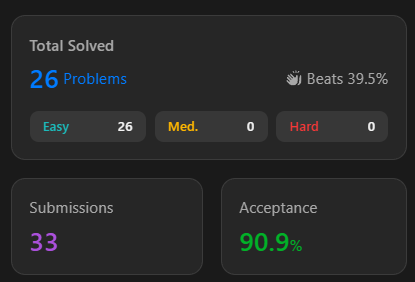 Total Solved
26 Problems
Beats 39.5%
Easy 26
Med. 0
Hard 0
Submissions
33
Acceptance
90.9%